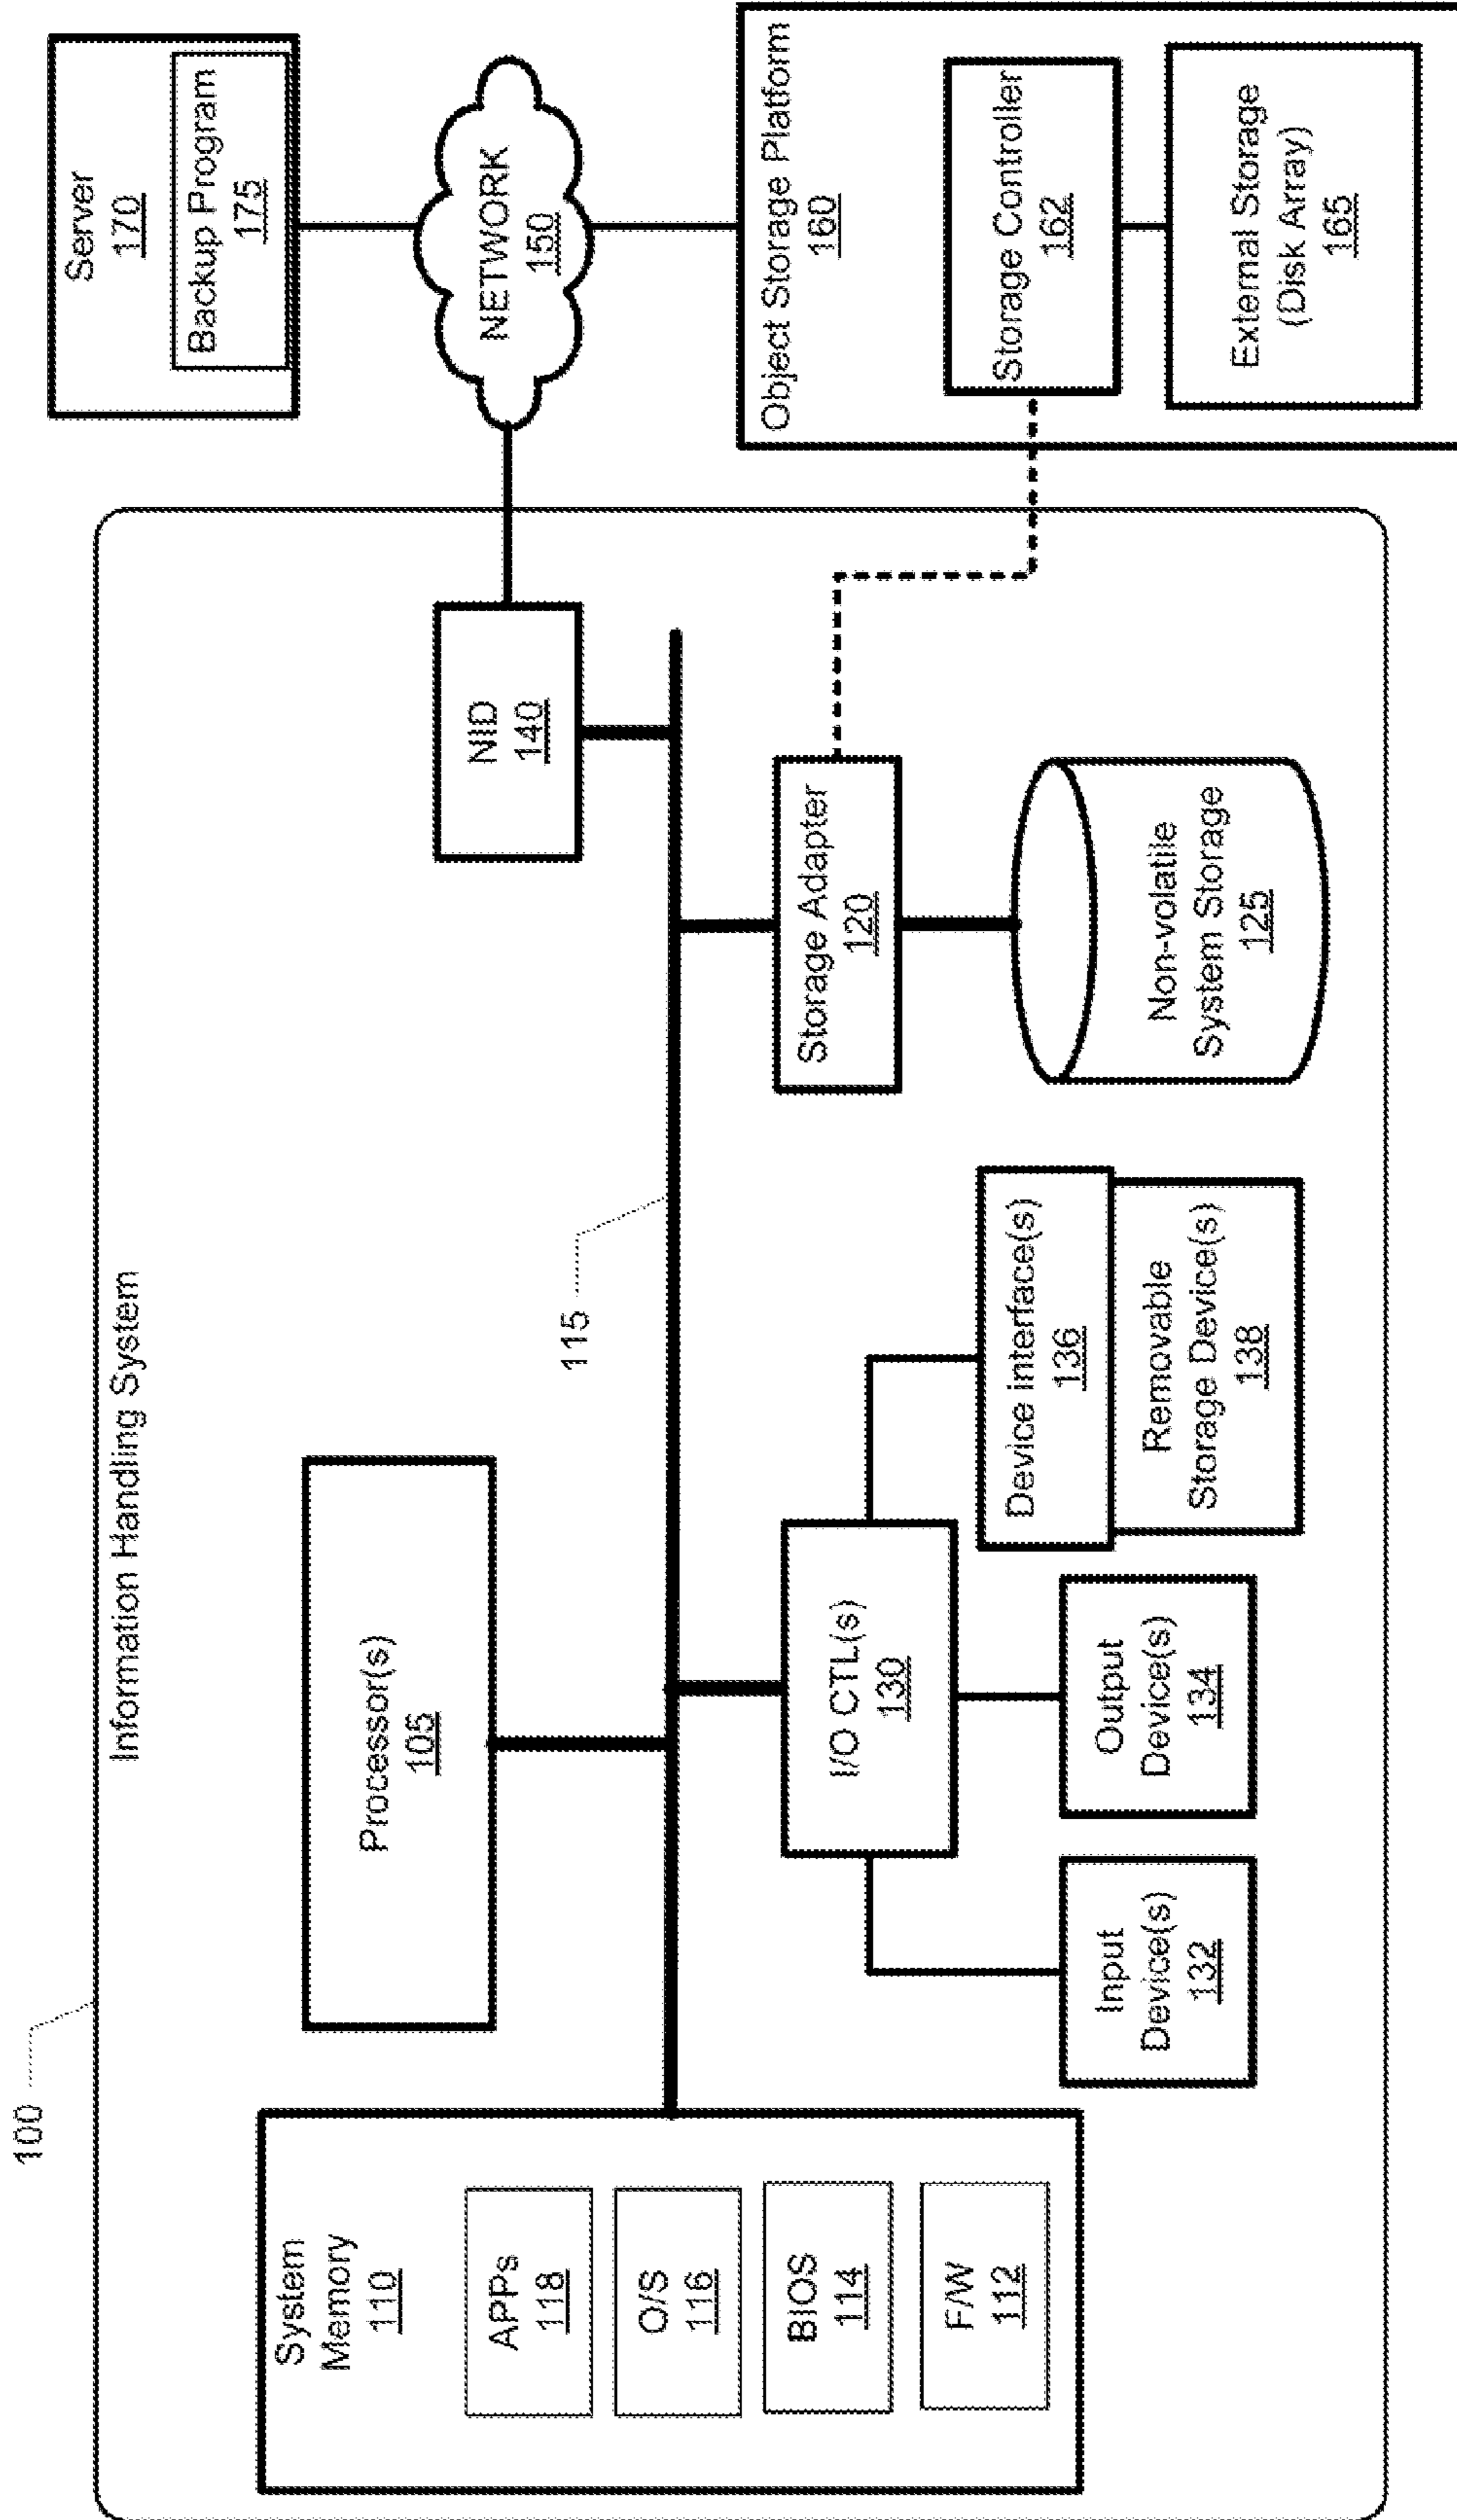 100
Information Handling System
System
Memory
110
APPs
118
O/S
116
BIOS
114
F/W
112
Processor(s)
105
115
I/O CTL(s)
130
Input
Device(s)
132
Output
Device(s)
134
Device interface(s)
136
Removable
Storage Device(s)
138
NID
140
Storage Adapter
120
Non-volatile
System Storage
125
Server
170
Backup Program
175
NETWORK
150
Object Storage Platform
160
Storage Controller
162
External Storage
(Disk Array)
165